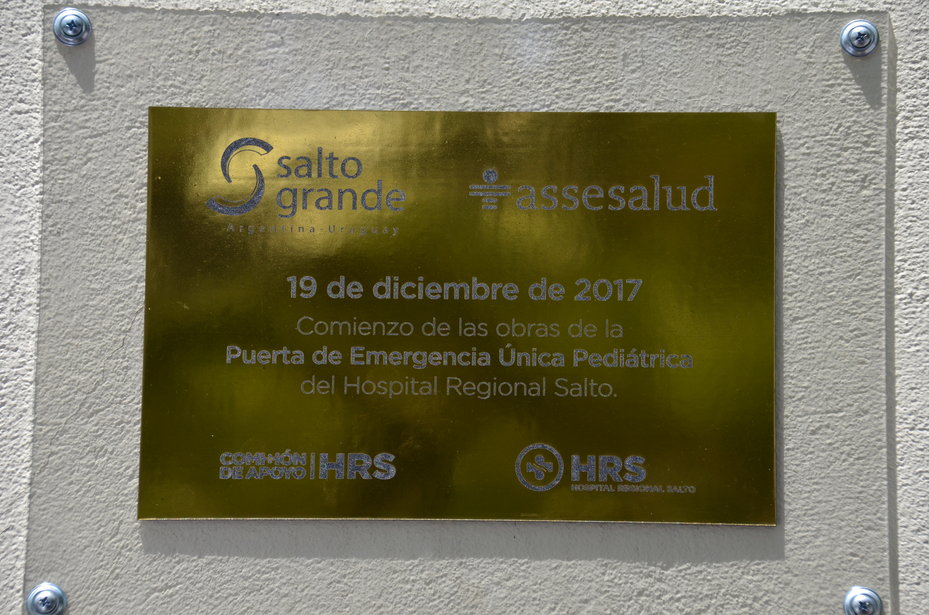 salto
grande
Argentina - Uruguay
assesalud
19 de diciembre de 2017
Comienzo de las obras de la
Puerta de Emergencia Única Pediátrica
del Hospital Regional Salto.
COMISIÓN
DE APOYO
HRS
HRS
HOSPITAL REGIONAL SALTO